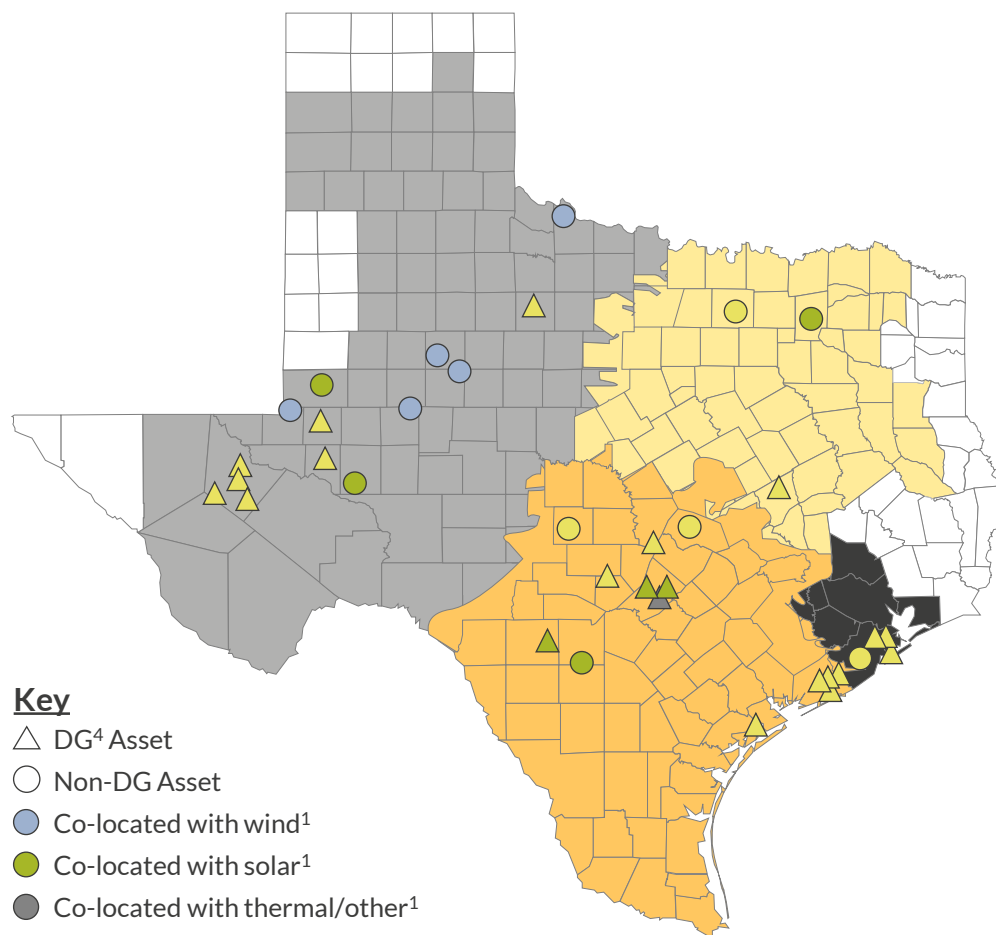 Key
DG⁴ Asset
Non-DG Asset
Co-located with wind¹
Co-located with solar¹
Co-located with thermal/other¹